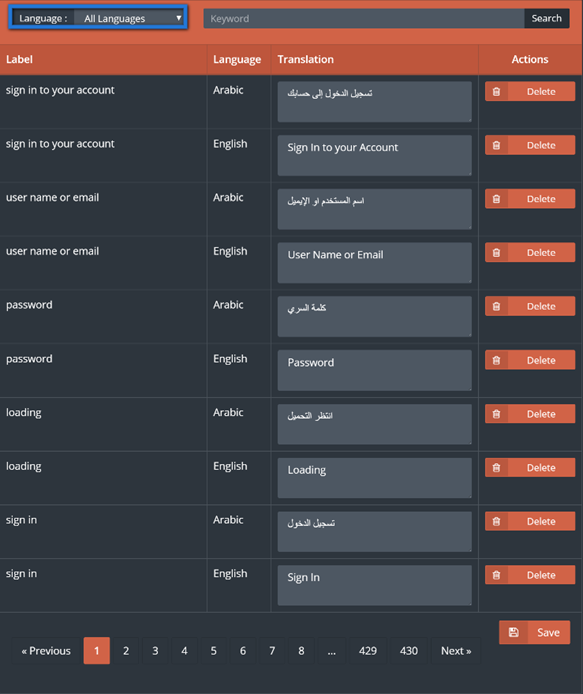 Language : All Languages Keyword Search
Label Language Translation Actions
sign in to your account Arabic تسجيل الدخول إلى حسابك Delete
sign in to your account English Sign In to your Account Delete
user name or email Arabic اسم المستخدم او الإيميل Delete
user name or email English User Name or Email Delete
password Arabic كلمة السري Delete
password English Password Delete
loading Arabic انتظر التحميل Delete
loading English Loading Delete
sign in Arabic تسجيل الدخول Delete
sign in English Sign In Delete
Save
« Previous 1 2 3 4 5 6 7 8 ... 429 430 Next »